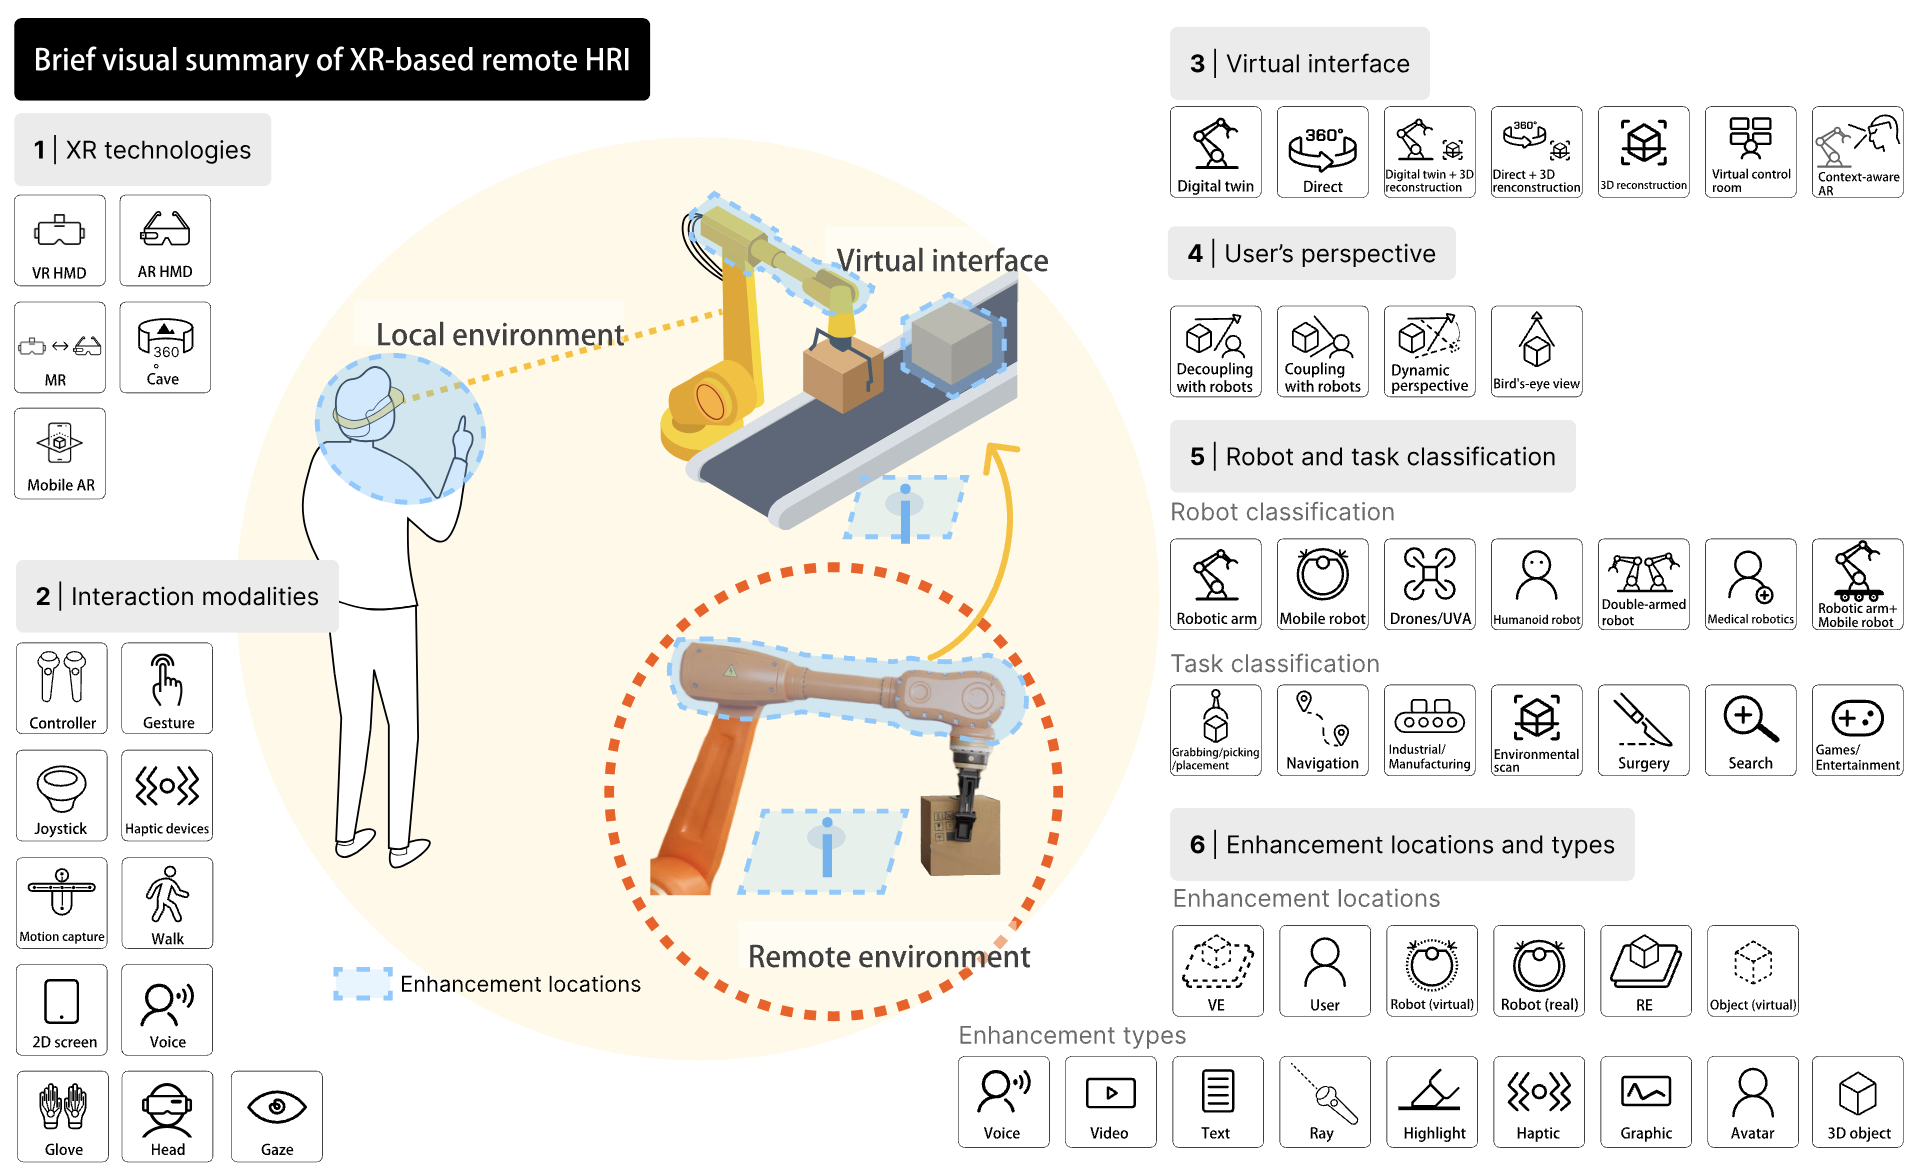 Brief visual summary of XR-based remote HRI
1 | XR technologies
VR HMD
AR HMD
MR
360°
Cave
Mobile AR
2 | Interaction modalities
Controller
Gesture
Joystick
Haptic devices
Motion capture
Walk
2D screen
Voice
Glove
Head
Gaze
Local environment
Virtual interface
Remote environment
Enhancement locations
3 | Virtual interface
Digital twin
360°
Direct
Digital twin + 3D
reconstruction
360°
Direct + 3D
renconstruction
3D reconstruction
Virtual control
room
Context-aware
AR
4 | User's perspective
Decoupling
with robots
Coupling
with robots
Dynamic
perspective
Bird's-eye view
5 | Robot and task classification
Robot classification
Robotic arm
Mobile robot
Drones/UVA
Humanoid robot
Double-armed
robot
Medical robotics
Robotic arm+
Mobile robot
Task classification
Grabbing/picking
/placement
Navigation
Industrial/
Manufacturing
Environmental
scan
Surgery
Search
Games/
Entertainment
6 | Enhancement locations and types
Enhancement locations
VE
User
Robot (virtual)
Robot (real)
RE
Object (virtual)
Enhancement types
Voice
Video
Text
Ray
Highlight
Haptic
Graphic
Avatar
3D object